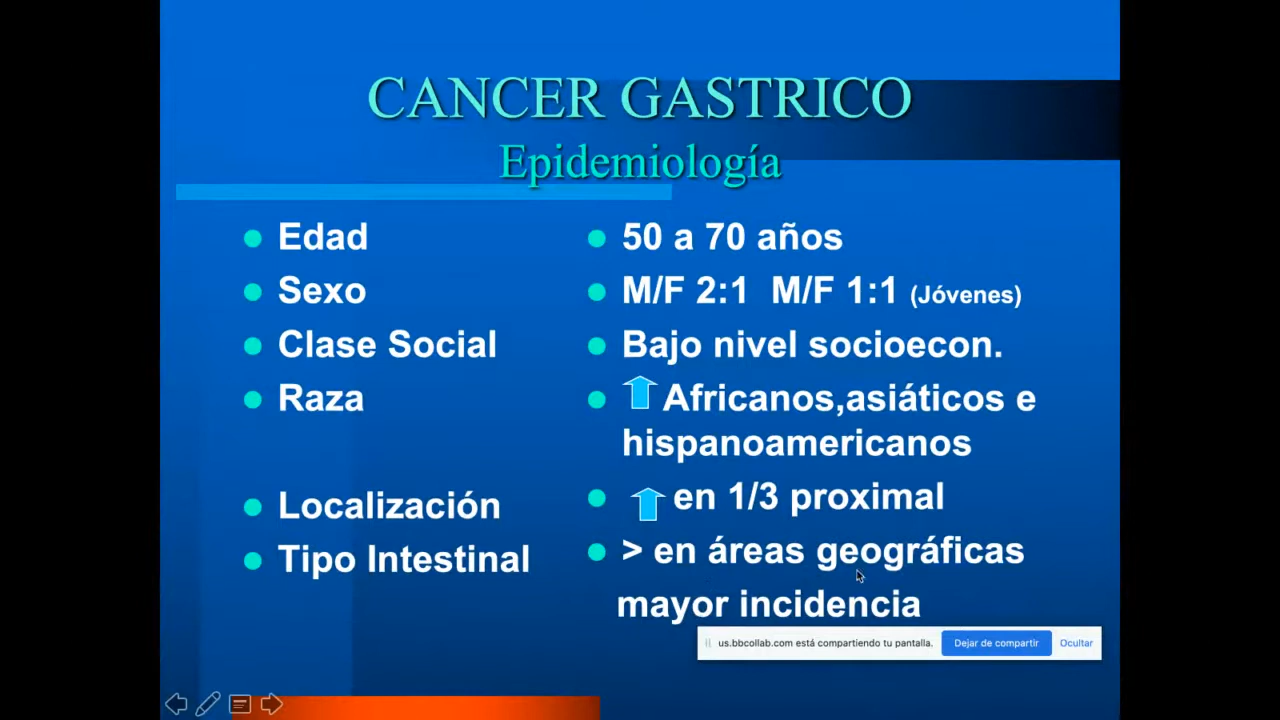 CANCER GASTRICO
Epidemiología
Edad
Sexo
Clase Social
Raza
Localización
Tipo Intestinal
50 a 70 años
M/F 2:1 M/F 1:1 (Jóvenes)
Bajo nivel socioecon.
Africanos,asiáticos e
hispanoamericanos
en 1/3 proximal
> en áreas geográficas
mayor incidencia
us.bbcollab.com está compartiendo tu pantalla.
Dejar de compartir
Ocultar